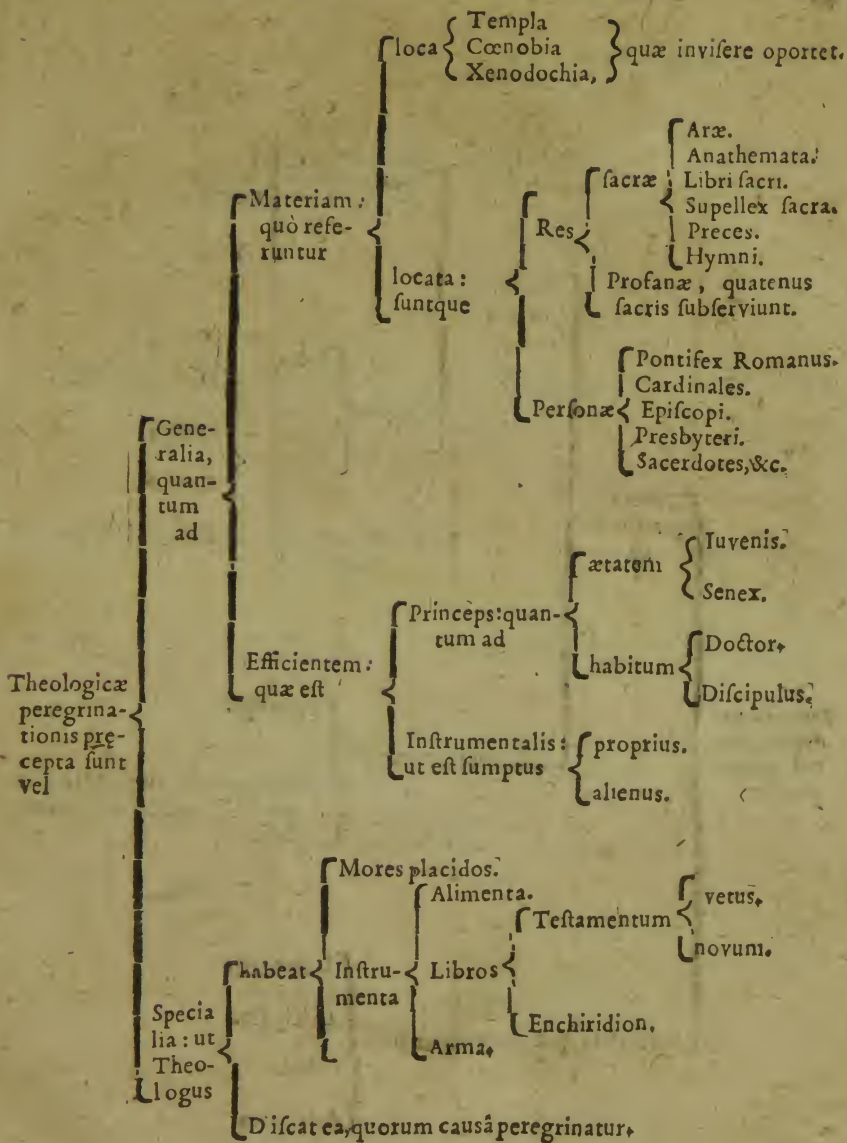 Templa
loca Cœnobia quæ inviſere oportet.
Xenodochia,
Aræ.
Anathemata.
ſacræ Libri ſacri.
Supellex ſacra.
Materiam: quò referuntur
Res
Preces.
Hymni.
locata: ſuntque
Profanæ, quatenus
ſacris ſubſerviunt.
Pontifex Romanus.
Cardinales.
Perſonæ Epiſcopi.
Presbyteri.
Sacerdotes, &c.
Gene-
ralia,
quan-
tum
ad
ætatem Iuvenis.
Senex.
Princeps: quan-
tum ad
habitum Doctor.
Diſcipulus.
Efficientem:
quæ eſt
Inſtrumentalis: proprius.
ut eſt ſumptus
alienus.
Theologicæ
peregrina-
tionis prę-
cepta ſunt
vel
Mores placidos.
Alimenta.
Teſtamentum vetus.
novum.
habeat Inſtru-
menta
Libros
Enchiridion.
Arma.
Specia
lia: ut
Theo-
logus
Diſcat ea, quorum causâ peregrinatur.